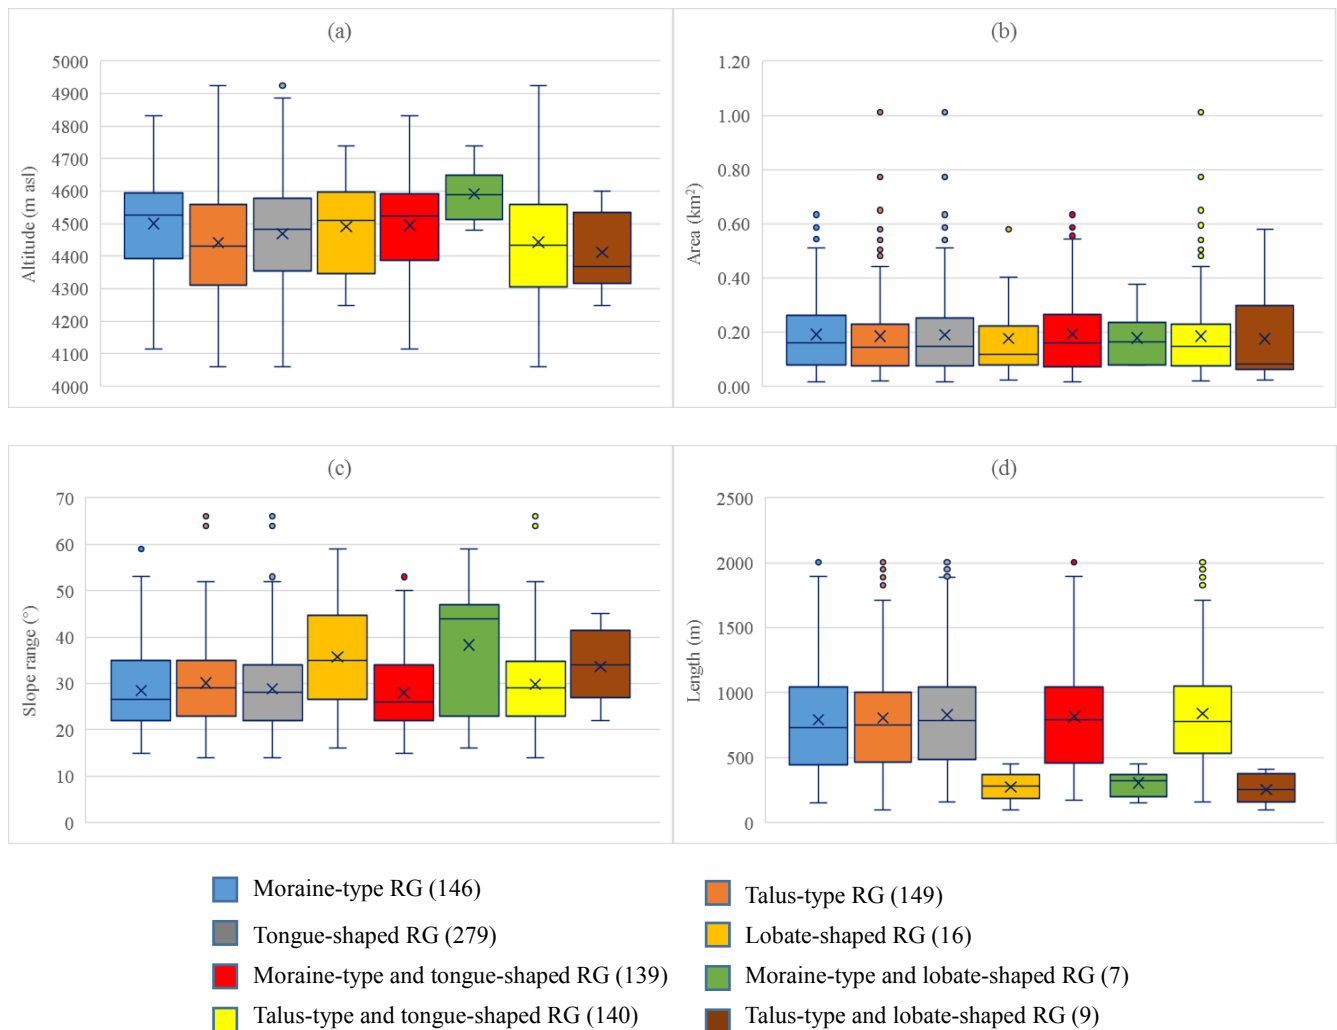 (a)
Altitude (m asl)
5000
4900
4800
4700
4600
4500
4400
4300
4200
4100
4000
(b)
Area (km²)
1.20
1.00
0.80
0.60
0.40
0.20
0.00
(c)
Slope range (°)
70
60
50
40
30
20
10
0
(d)
Length (m)
2500
2000
1500
1000
500
0
Moraine-type RG (146)
Talus-type RG (149)
Tongue-shaped RG (279)
Lobate-shaped RG (16)
Moraine-type and tongue-shaped RG (139)
Moraine-type and lobate-shaped RG (7)
Talus-type and tongue-shaped RG (140)
Talus-type and lobate-shaped RG (9)